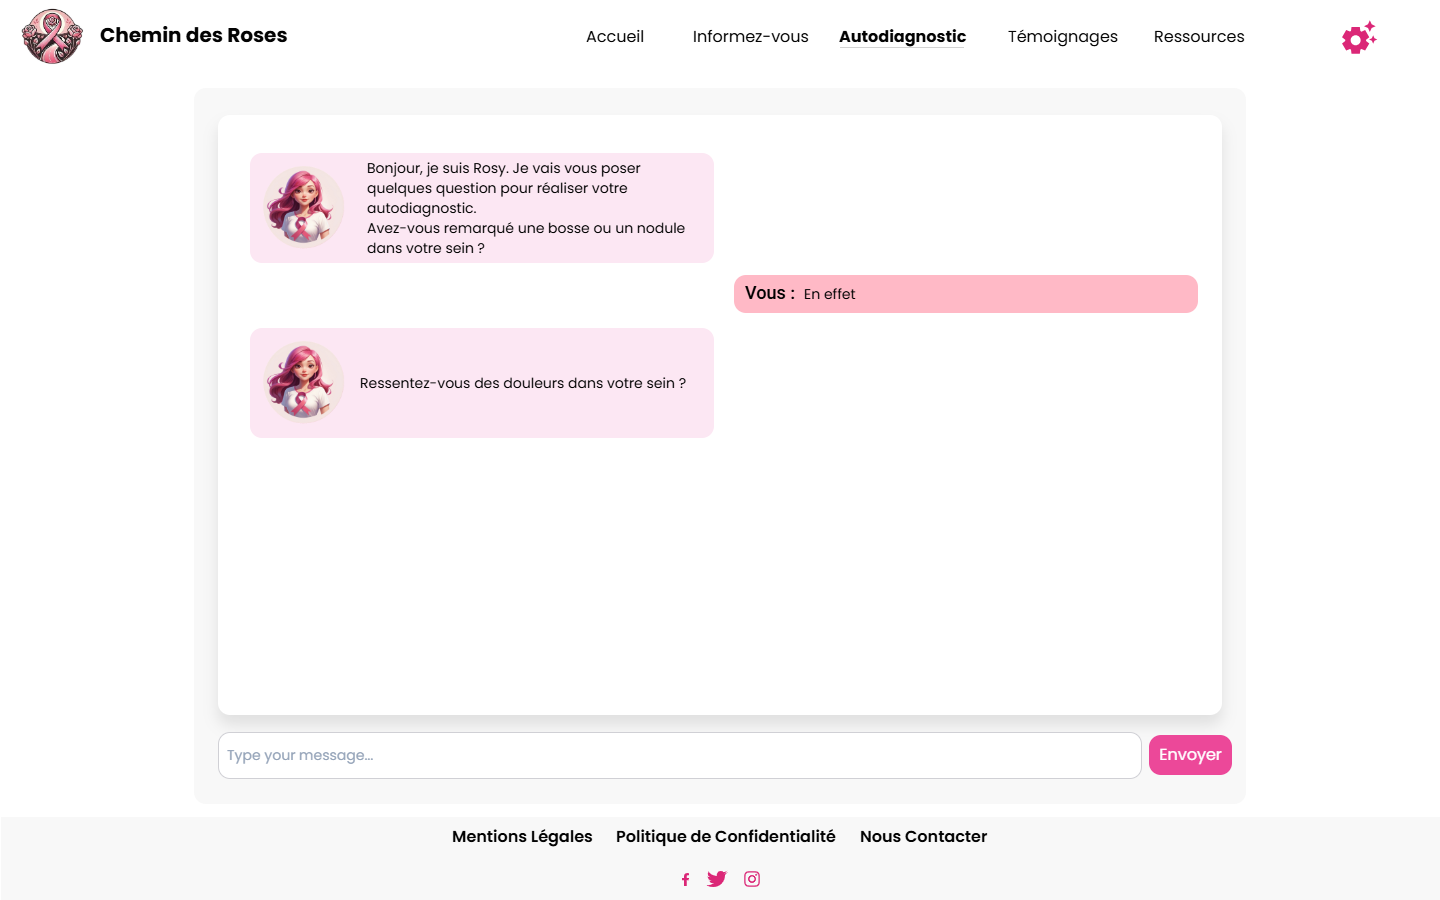 Chemin des Roses
Accueil
Informez-vous
Autodiagnostic
Témoignages
Ressources
Bonjour, je suis Rosy. Je vais vous poser
quelques question pour réaliser votre
autodiagnostic.
Avez-vous remarqué une bosse ou un nodule
dans votre sein ?
Vous : En effet
Ressentez-vous des douleurs dans votre sein ?
Type your message...
Envoyer
Mentions Légales
Politique de Confidentialité
Nous Contacter